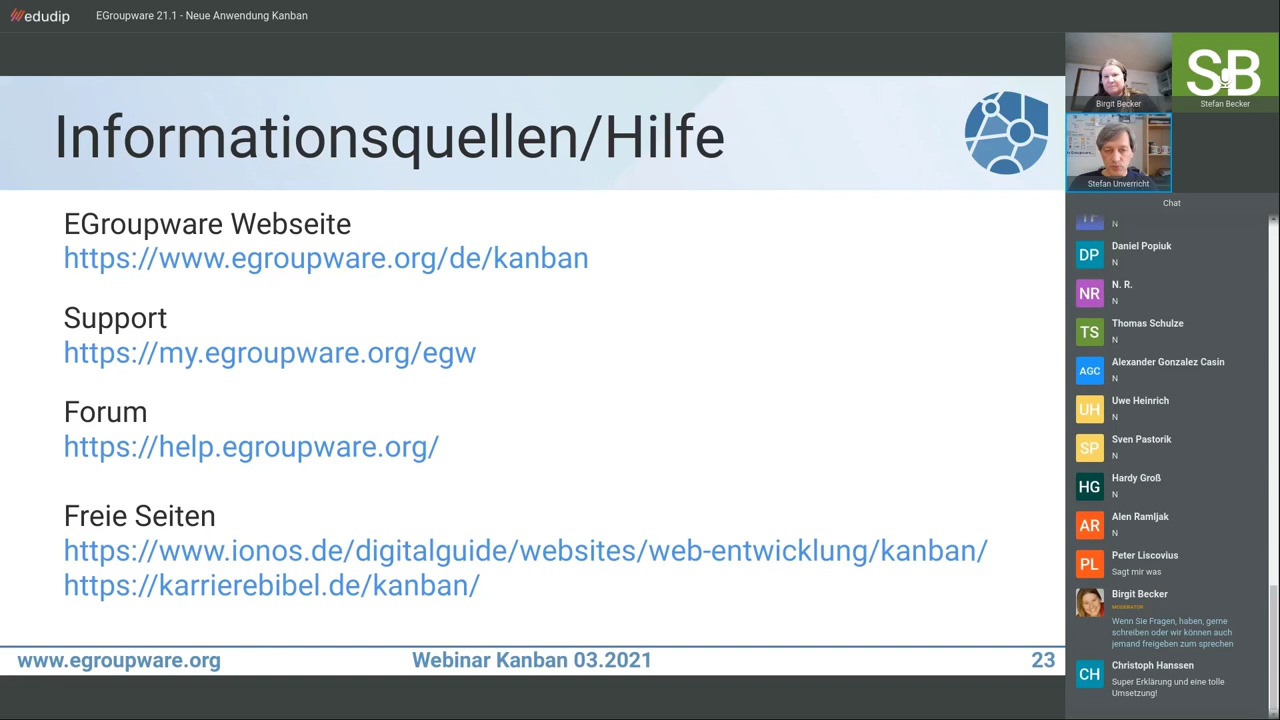 edudip
EGroupware 21.1 - Neue Anwendung Kanban
Informationsquellen/Hilfe
EGroupware Webseite
https://www.egroupware.org/de/kanban
Support
https://my.egroupware.org/egw
Forum
https://help.egroupware.org/
Freie Seiten
https://www.ionos.de/digitalguide/websites/web-entwicklung/kanban/
https://karrierebibel.de/kanban/
www.egroupware.org
Webinar Kanban 03.2021
23
Birgit Becker
SB
Stefan Becker
Stefan Unverricht
Chat
N
DP
Daniel Popiuk
N
NR
N. R.
N
TS
Thomas Schulze
N
AGC
Alexander Gonzalez Casin
N
UH
Uwe Heinrich
N
SP
Sven Pastorik
N
HG
Hardy Groß
N
AR
Alen Ramljak
N
PL
Peter Liscovius
Sagt mir was
Birgit Becker
MODERATOR
Wenn Sie Fragen, haben, gerne
schreiben oder wir können auch
jemand freigeben zum sprechen
CH
Christoph Hanssen
Super Erklärung und eine tolle
Umsetzung!